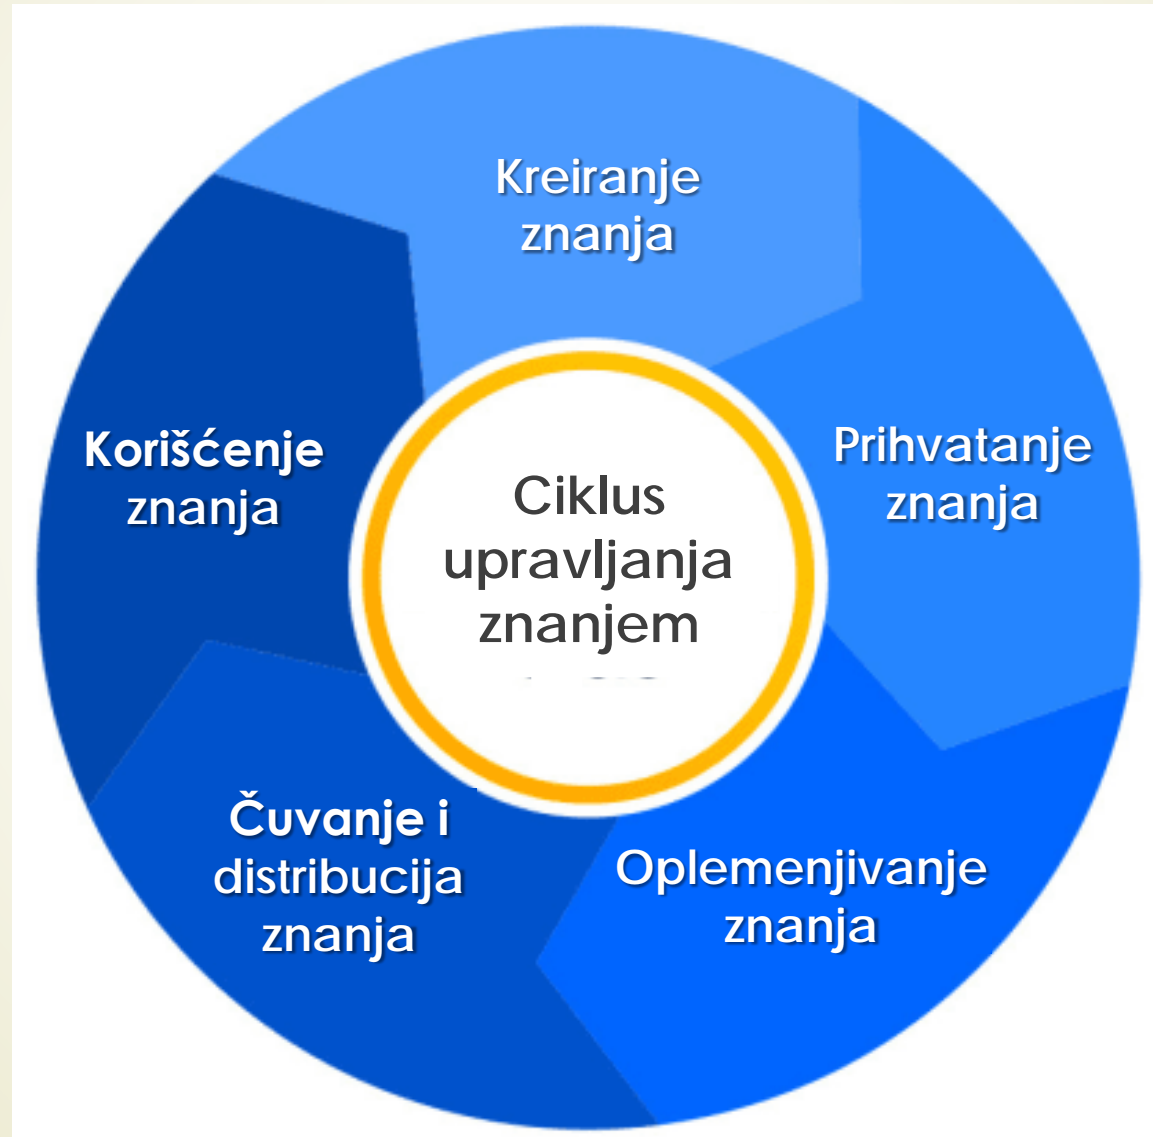 Kreiranje
znanja
Prihvatanje
znanja
Oplemenjivanje
znanja
Čuvanje i
distribucija
znanja
Korišćenje
znanja
Ciklus
upravljanja
znanjem